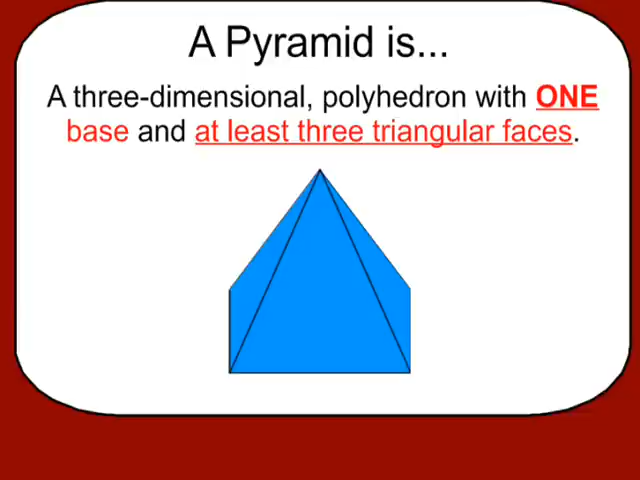 A Pyramid is...
A three-dimensional, polyhedron with ONE
base and at least three triangular faces.